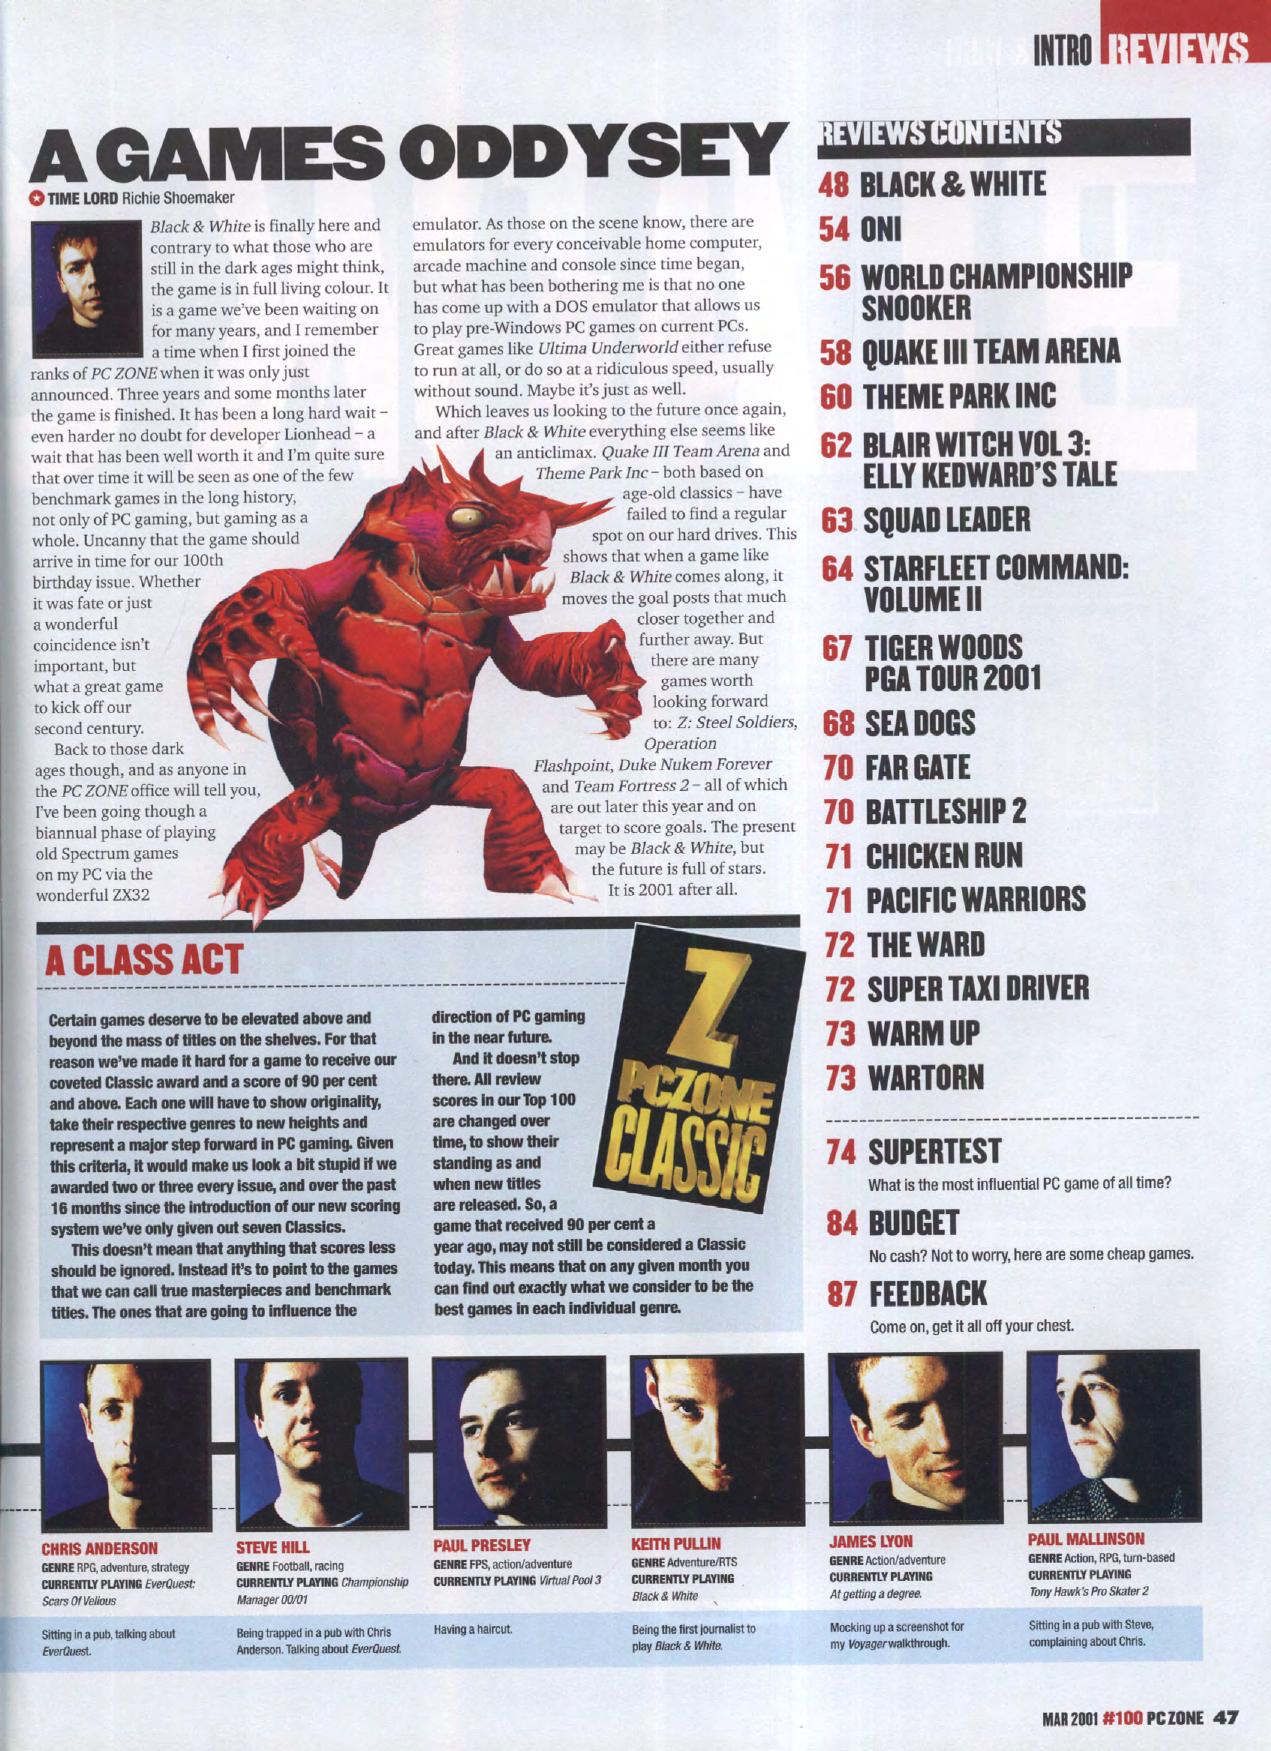 INTRO REVIEWS
A GAMES ODDYSEY
TIME LORD Richie Shoemaker
Black & White is finally here and
contrary to what those who are
still in the dark ages might think,
the game is in full living colour. It
is a game we've been waiting on
for many years, and I remember
a time when I first joined the
ranks of PC ZONE when it was only just
announced. Three years and some months later
the game is finished. It has been a long hard wait –
even harder no doubt for developer Lionhead – a
wait that has been well worth it and I'm quite sure
that over time it will be seen as one of the few
benchmark games in the long history,
not only of PC gaming, but gaming as a
whole. Uncanny that the game should
arrive in time for our 100th
birthday issue. Whether
it was fate or just
a wonderful
coincidence isn't
important, but
what a great game
to kick off our
second century.
Back to those dark
ages though, and as anyone in
the PC ZONE office will tell you,
I've been going though a
biannual phase of playing
old Spectrum games
on my PC via the
wonderful ZX32
emulator. As those on the scene know, there are
emulators for every conceivable home computer,
arcade machine and console since time began,
but what has been bothering me is that no one
has come up with a DOS emulator that allows us
to play pre-Windows PC games on current PCs.
Great games like Ultima Underworld either refuse
to run at all, or do so at a ridiculous speed, usually
without sound. Maybe it's just as well.
Which leaves us looking to the future once again,
and after Black & White everything else seems like
an anticlimax. Quake III Team Arena and
Theme Park Inc – both based on
age-old classics – have
failed to find a regular
spot on our hard drives. This
shows that when a game like
Black & White comes along, it
moves the goal posts that much
closer together and
further away. But
there are many
games worth
looking forward
to: Z: Steel Soldiers,
Operation
Flashpoint, Duke Nukem Forever
and Team Fortress 2 – all of which
are out later this year and on
target to score goals. The present
may be Black & White, but
the future is full of stars.
It is 2001 after all.
A CLASS ACT
Certain games deserve to be elevated above and
beyond the mass of titles on the shelves. For that
reason we've made it hard for a game to receive our
coveted Classic award and a score of 90 per cent
and above. Each one will have to show originality,
take their respective genres to new heights and
represent a major step forward in PC gaming. Given
this criteria, it would make us look a bit stupid if we
awarded two or three every issue, and over the past
16 months since the introduction of our new scoring
system we've only given out seven Classics.
This doesn't mean that anything that scores less
should be ignored. Instead it's to point to the games
that we can call true masterpieces and benchmark
titles. The ones that are going to influence the
direction of PC gaming
in the near future.
And it doesn't stop
there. All review
scores in our Top 100
are changed over
time, to show their
standing as and
when new titles
are released. So, a
game that received 90 per cent a
year ago, may not still be considered a Classic
today. This means that on any given month you
can find out exactly what we consider to be the
best games in each individual genre.
Z
PCZONE
CLASSIC
REVIEWS CONTENTS
48 BLACK & WHITE
54 ONI
56 WORLD CHAMPIONSHIP
SNOOKER
58 QUAKE III TEAM ARENA
60 THEME PARK INC
62 BLAIR WITCH VOL 3:
ELLY KEDWARD'S TALE
63 SQUAD LEADER
64 STARFLEET COMMAND:
VOLUME II
67 TIGER WOODS
PGA TOUR 2001
68 SEA DOGS
70 FAR GATE
70 BATTLESHIP 2
71 CHICKEN RUN
71 PACIFIC WARRIORS
72 THE WARD
72 SUPER TAXI DRIVER
73 WARM UP
73 WARTORN
74 SUPERTEST
What is the most influential PC game of all time?
84 BUDGET
No cash? Not to worry, here are some cheap games.
87 FEEDBACK
Come on, get it all off your chest.
CHRIS ANDERSON
GENRE RPG, adventure, strategy
CURRENTLY PLAYING EverQuest:
Scars Of Velious
Sitting in a pub, talking about
EverQuest.
STEVE HILL
GENRE Football, racing
CURRENTLY PLAYING Championship
Manager 00/01
Being trapped in a pub with Chris
Anderson. Talking about EverQuest.
PAUL PRESLEY
GENRE FPS, action/adventure
CURRENTLY PLAYING Virtual Pool 3
Having a haircut.
KEITH PULLIN
GENRE Adventure/RTS
CURRENTLY PLAYING
Black & White
Being the first journalist to
play Black & White.
JAMES LYON
GENRE Action/adventure
CURRENTLY PLAYING
At getting a degree.
Mocking up a screenshot for
my Voyager walkthrough.
PAUL MALLINSON
GENRE Action, RPG, turn-based
CURRENTLY PLAYING
Tony Hawk's Pro Skater 2
Sitting in a pub with Steve,
complaining about Chris.
MAR 2001 #100 PC ZONE 47